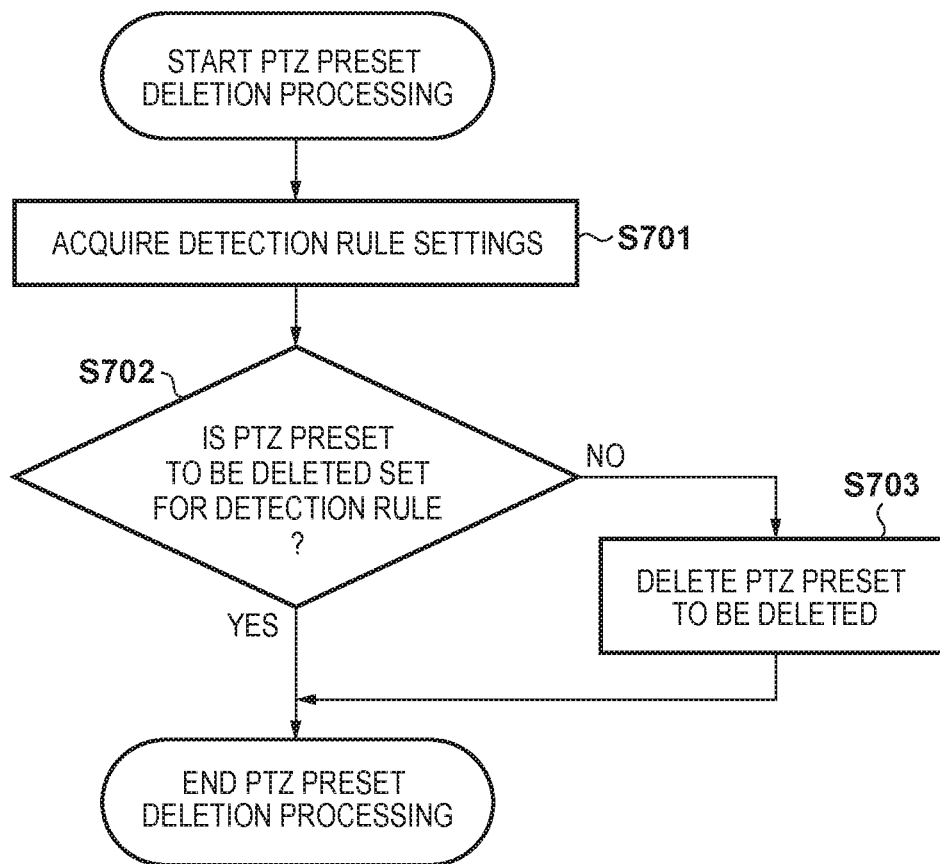 START PTZ PRESET
DELETION PROCESSING
ACQUIRE DETECTION RULE SETTINGS
S701
S702
IS PTZ PRESET
TO BE DELETED SET
FOR DETECTION RULE
?
NO
S703
DELETE PTZ PRESET
TO BE DELETED
YES
END PTZ PRESET
DELETION PROCESSING